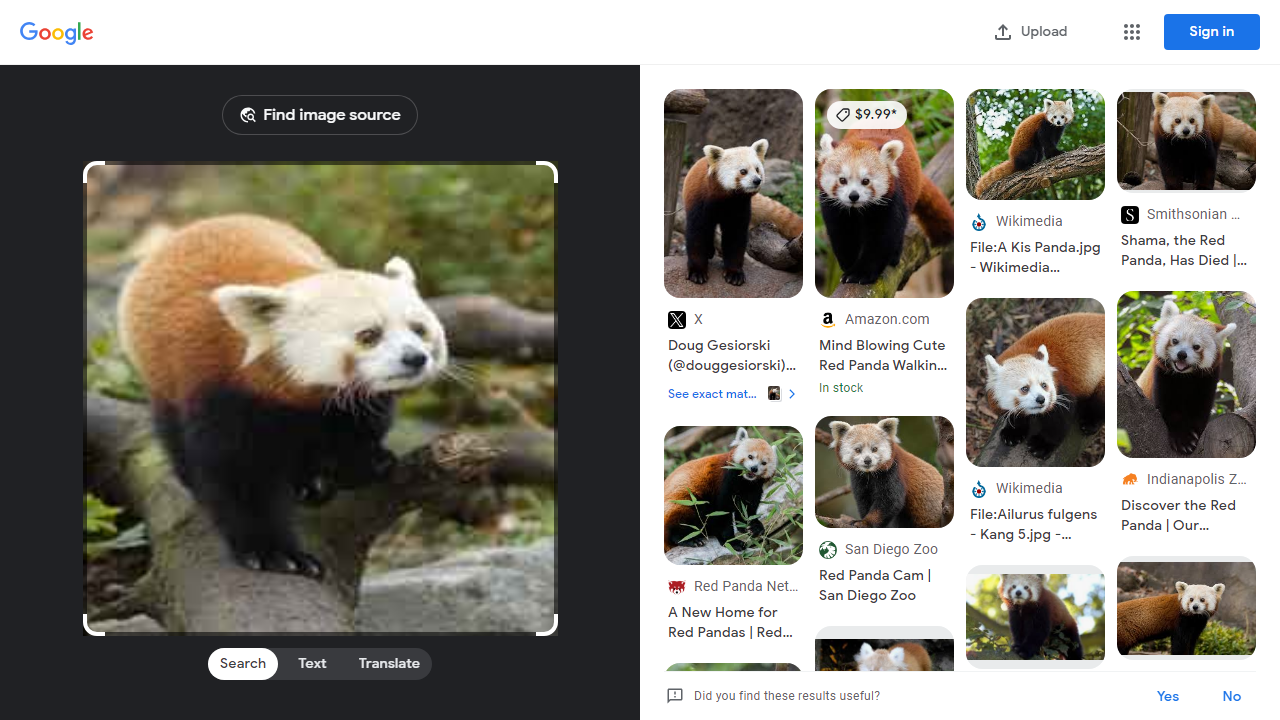 Google
Upload
Sign in
Find image source
Search
Text
Translate
X
Doug Gesiorski
(@douggesiorski)...
See exact mat...
Red Panda Net...
A New Home for
Red Pandas | Red...
$9.99*
Amazon.com
Mind Blowing Cute
Red Panda Walkin...
In stock
San Diego Zoo
Red Panda Cam |
San Diego Zoo
Wikimedia
File:A Kis Panda.jpg
- Wikimedia...
Wikimedia
File:Ailurus fulgens
- Kang 5.jpg -...
S
Smithsonian ...
Shama, the Red
Panda, Has Died |...
Indianapolis Z...
Discover the Red
Panda | Our...
Did you find these results useful?
Yes
No